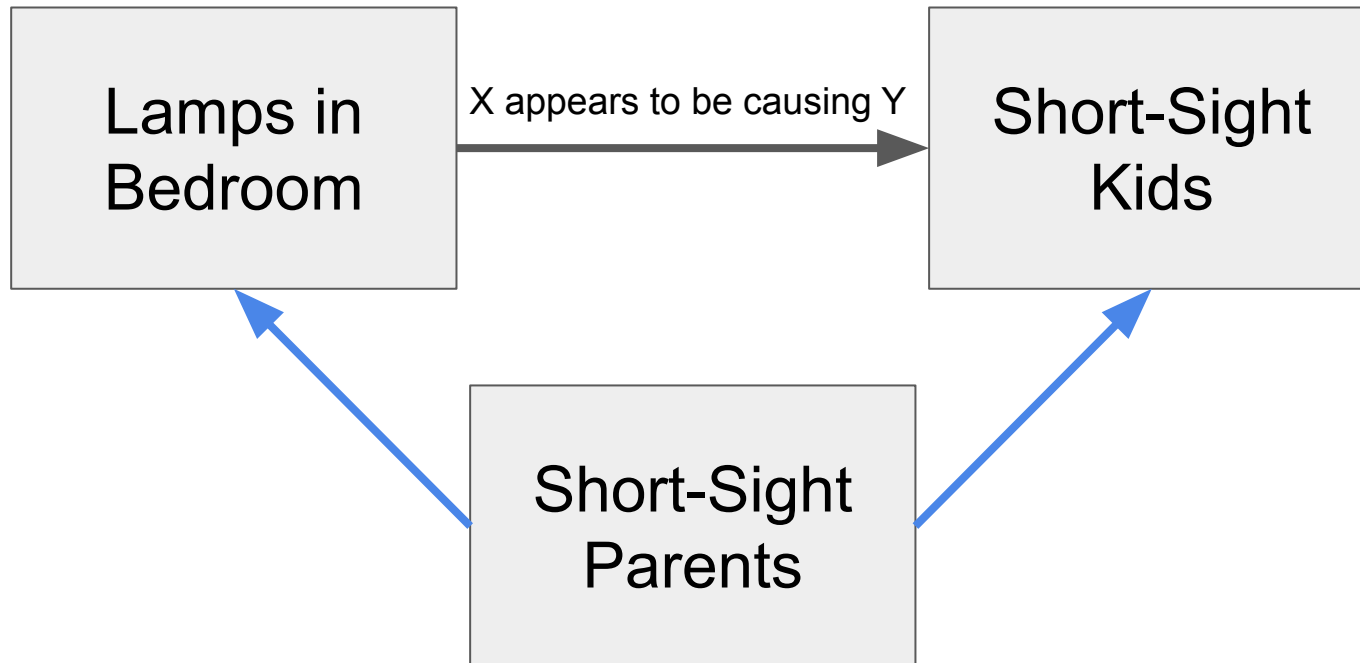 Lamps in
Bedroom
X appears to be causing Y
Short-Sight
Kids
Short-Sight
Parents